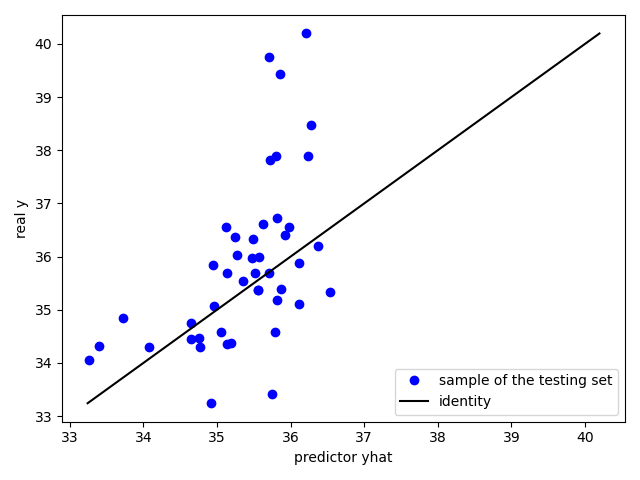 40
39
38
37
36
35
34
33
real y
33 34 35 36 37 38 39 40
predictor yhat
sample of the testing set
identity